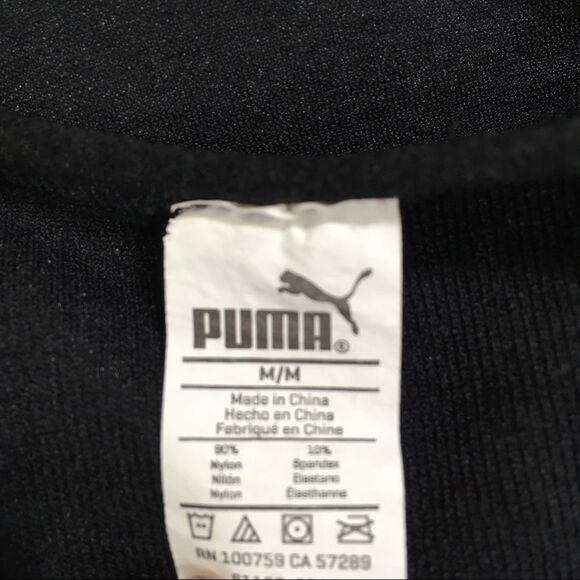 PUMA®
M/M
Made in China
Hecho en China
Fabriqué en Chine
90% 10%
Nylon Spandex
Nilón Elastano
Nylon Élasthanne
RN 100759 CA 57289